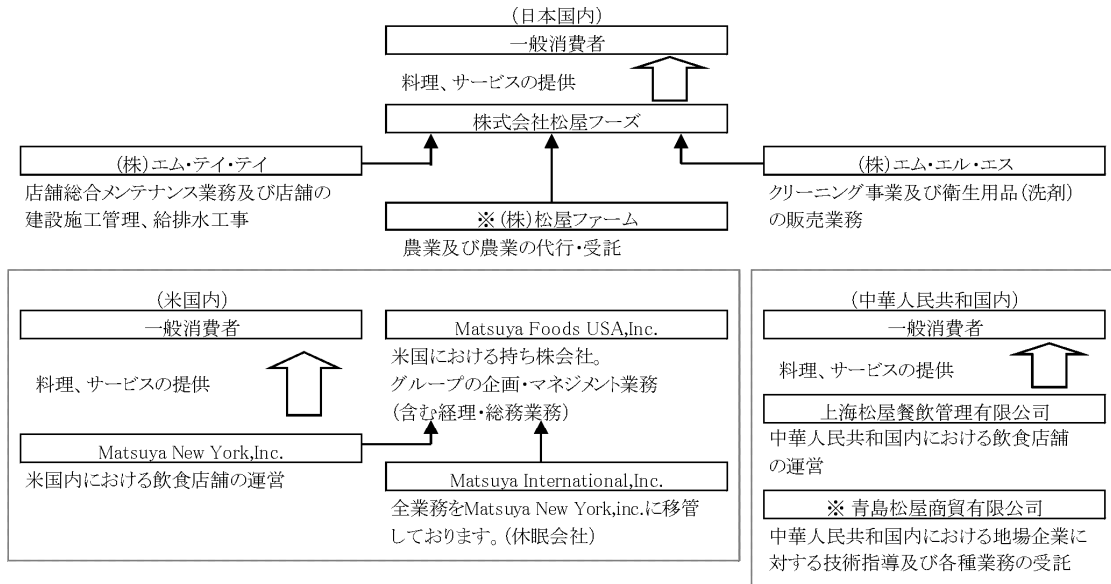 (日本国内)
一般消費者
料理、サービスの提供
株式会社松屋フーズ
(株)エム・テイ・テイ
店舗総合メンテナンス業務及び店舗の
建設施工管理、給排水工事
※(株)松屋ファーム
農業及び農業の代行・受託
(株)エム・エル・エス
クリーニング事業及び衛生用品(洗剤)
の販売業務
(米国内)
一般消費者
料理、サービスの提供
Matsuya New York,Inc.
米国内における飲食店舗の運営
Matsuya Foods USA,Inc.
米国における持ち株会社。
グループの企画・マネジメント業務
(含む経理・総務業務)
Matsuya International,Inc.
全業務をMatsuya New York,inc.に移管
しております。(休眠会社)
(中華人民共和国内)
一般消費者
料理、サービスの提供
上海松屋餐飲管理有限公司
中華人民共和国内における飲食店舗
の運営
※ 青島松屋商貿有限公司
中華人民共和国内における地場企業に
対する技術指導及び各種業務の受託